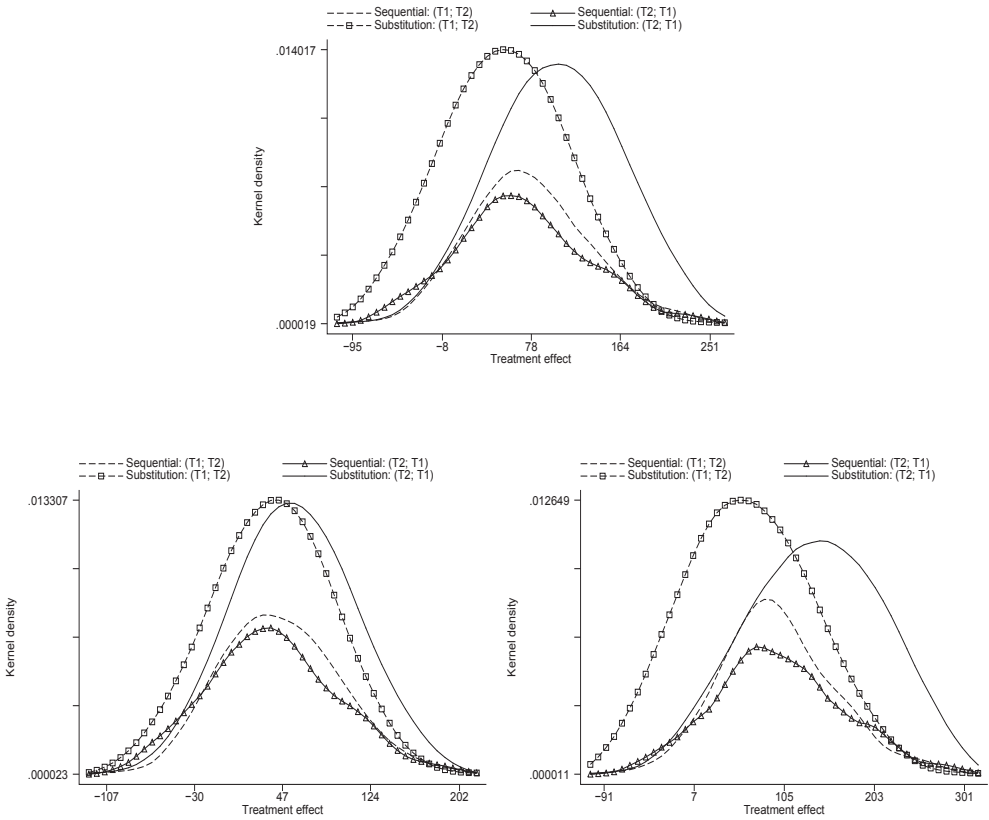 Sequential: (T1; T2) Sequential: (T2; T1)
Substitution: (T1; T2) Substitution: (T2; T1)
.014017
Kernel density
.000019
−95 −8 78 164 251
Treatment effect
Sequential: (T1; T2) Sequential: (T2; T1)
Substitution: (T1; T2) Substitution: (T2; T1)
.013307
Kernel density
.000023
−107 −30 47 124 202
Treatment effect
Sequential: (T1; T2) Sequential: (T2; T1)
Substitution: (T1; T2) Substitution: (T2; T1)
.012649
Kernel density
.000011
−91 7 105 203 301
Treatment effect